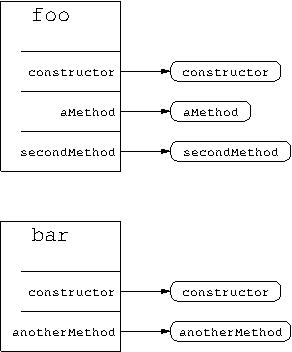 foo
constructor constructor
aMethod aMethod
secondMethod secondMethod
bar
constructor constructor
anotherMethod anotherMethod